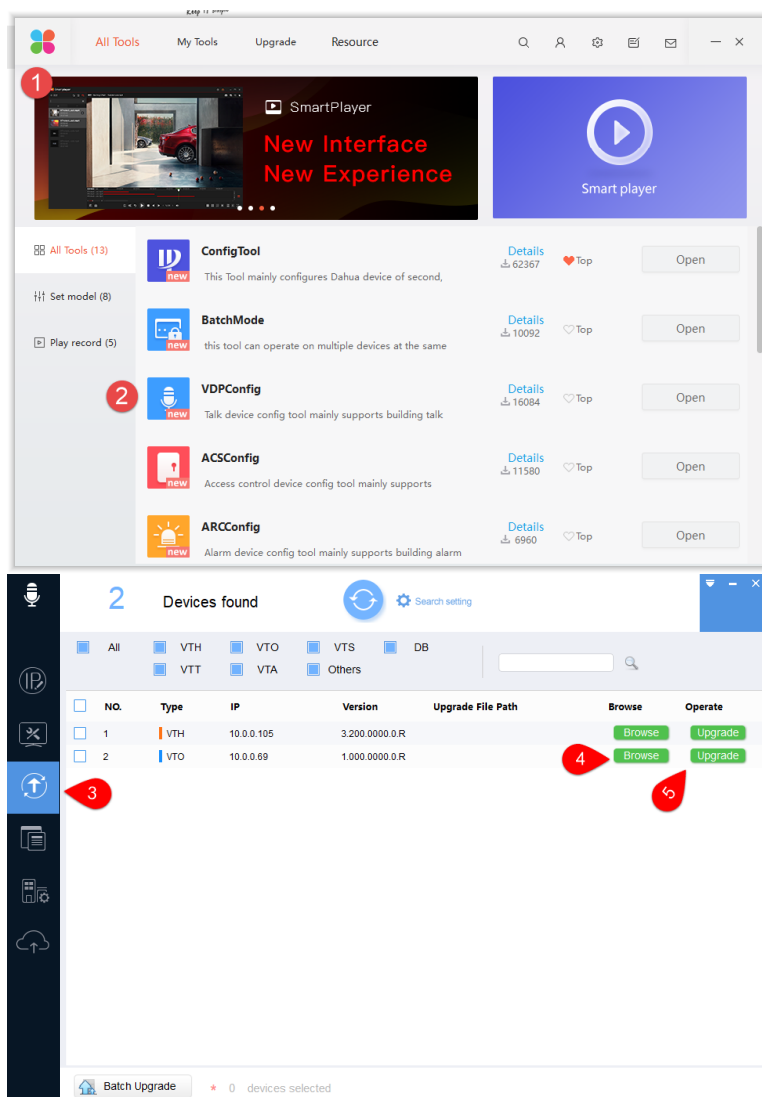 Keep it simple
All Tools My Tools Upgrade Resource
1
SmartPlayer
New Interface
New Experience
Smart player
All Tools (13)
Set model (8)
Play record (5)
ConfigTool
new
This Tool mainly configures Dahua device of second,
Details
62367
Top
Open
BatchMode
new
this tool can operate on multiple devices at the same
Details
10092
Top
Open
2
VDPConfig
new
Talk device config tool mainly supports building talk
Details
16084
Top
Open
ACSConfig
new
Access control device config tool mainly supports
Details
11580
Top
Open
ARCConfig
new
Alarm device config tool mainly supports building alarm
Details
6960
Top
Open
2 Devices found
Search setting
All VTH VTO VTS DB
VTT VTA Others
IP
NO. Type IP Version Upgrade File Path Browse Operate
1 VTH 10.0.0.105 3.200.0000.0.R Browse Upgrade
2 VTO 10.0.0.69 1.000.0000.0.R Browse Upgrade
3
4
5
Batch Upgrade * 0 devices selected